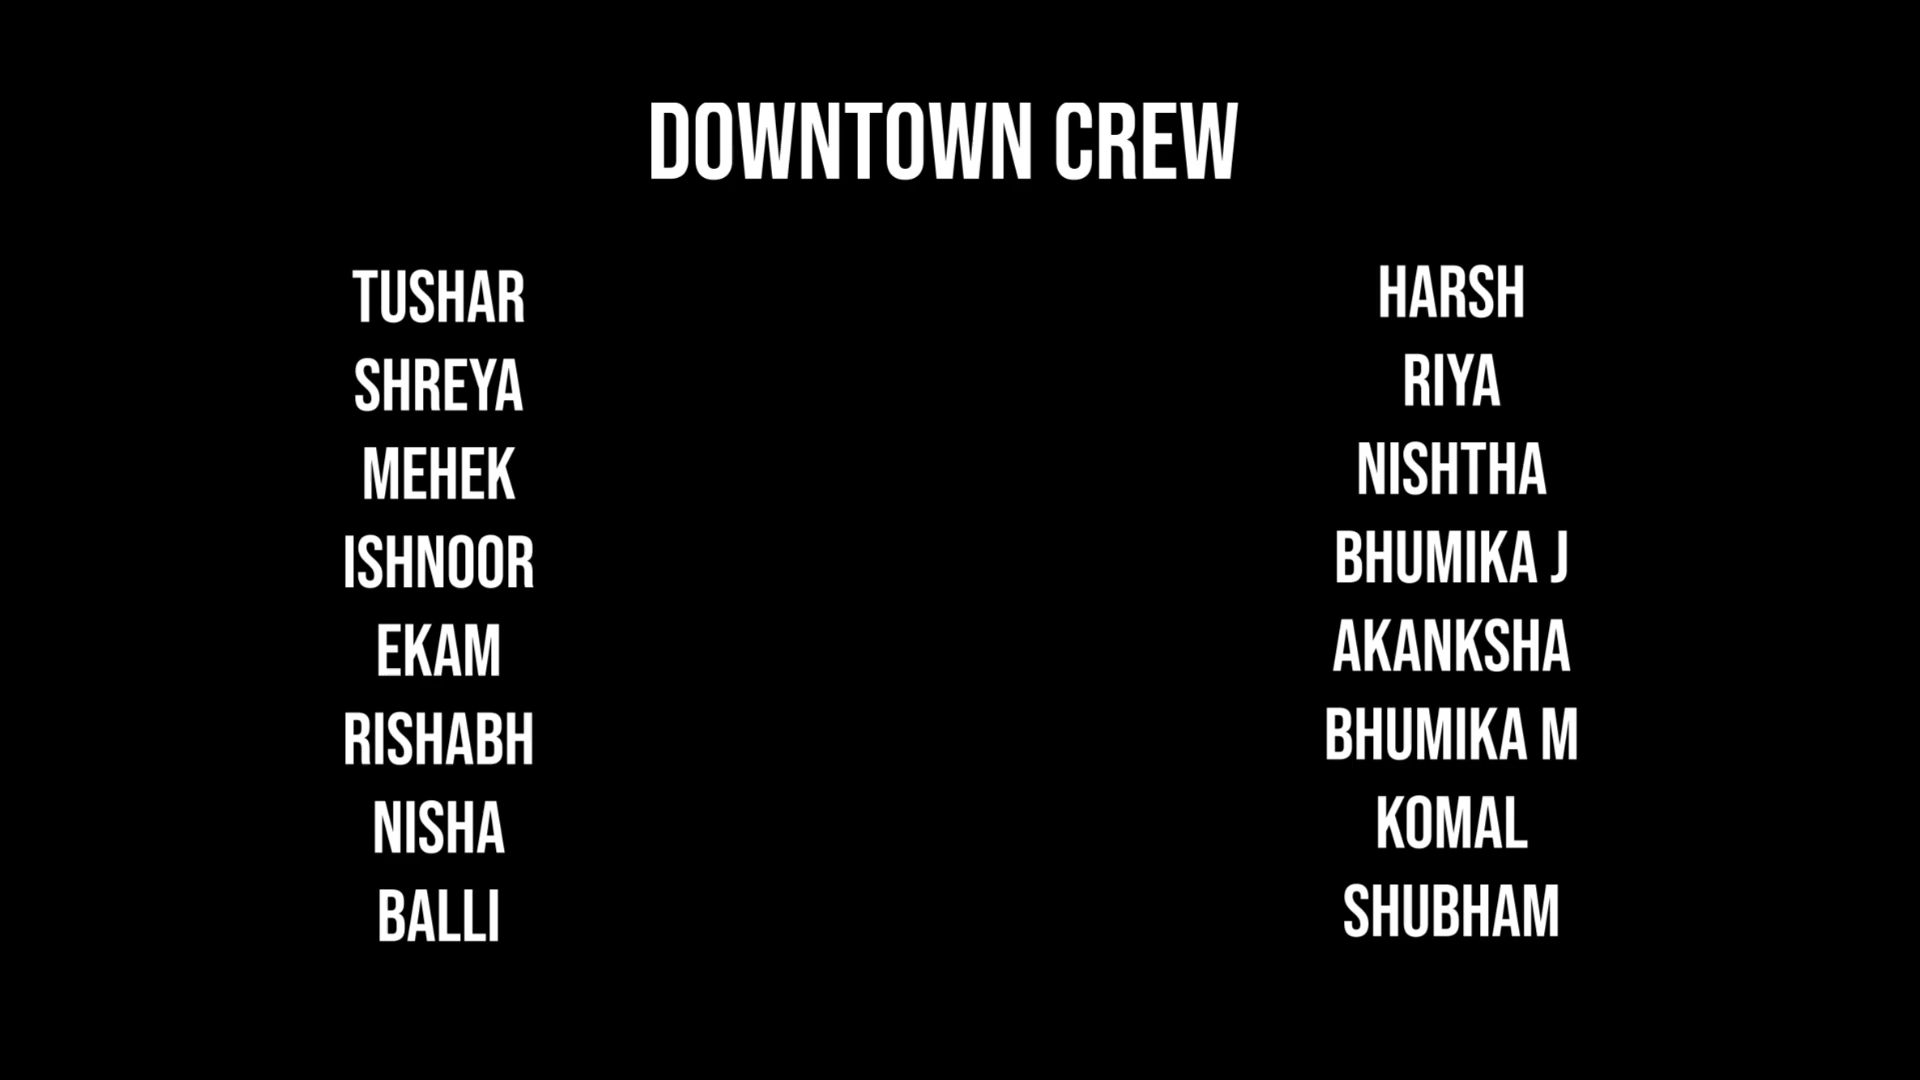 DOWNTOWN CREW
TUSHAR
SHREYA
MEHEK
ISHNOOR
EKAM
RISHABH
NISHA
BALLI
HARSH
RIYA
NISHTHA
BHUMIKA J
AKANKSHA
BHUMIKA M
KOMAL
SHUBHAM